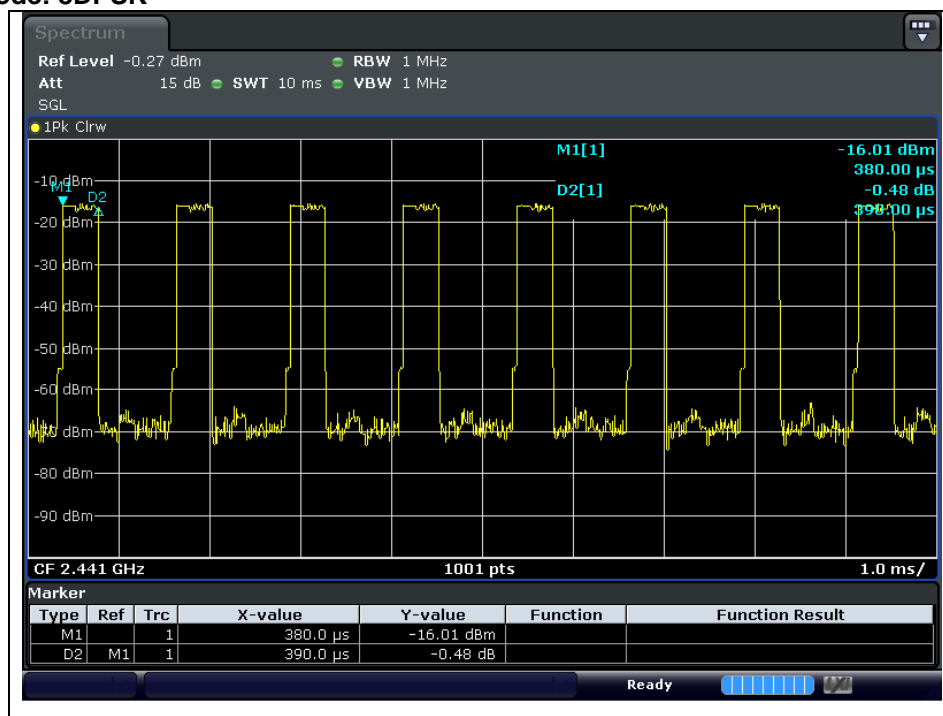 Spectrum
Ref Level -0.27 dBm RBW 1 MHz
Att 15 dB SWT 10 ms VBW 1 MHz
SGL
1Pk Clrw
M1[1] -16.01 dBm
380.00 µs
D2[1] -0.48 dB
390.00 µs
-10 dBm
M1
D2
-20 dBm
-30 dBm
-40 dBm
-50 dBm
-60 dBm
-70 dBm
-80 dBm
-90 dBm
CF 2.441 GHz 1001 pts 1.0 ms/
Marker
Type Ref Trc X-value Y-value Function Function Result
M1 1 380.0 µs -16.01 dBm
D2 M1 1 390.0 µs -0.48 dB
Ready